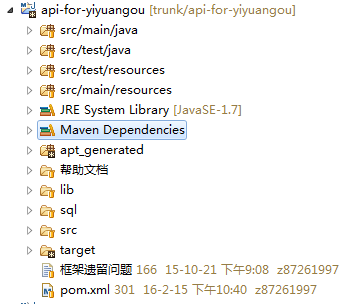 api-for-yiyuangou [trunk/api-for-yiyuangou]
src/main/java
src/test/java
src/test/resources
src/main/resources
JRE System Library [JavaSE-1.7]
Maven Dependencies
apt_generated
帮助文档
lib
sql
src
target
框架遗留问题 166 15-10-21 下午9:08 z87261997
pom.xml 301 16-2-15 下午10:40 z87261997